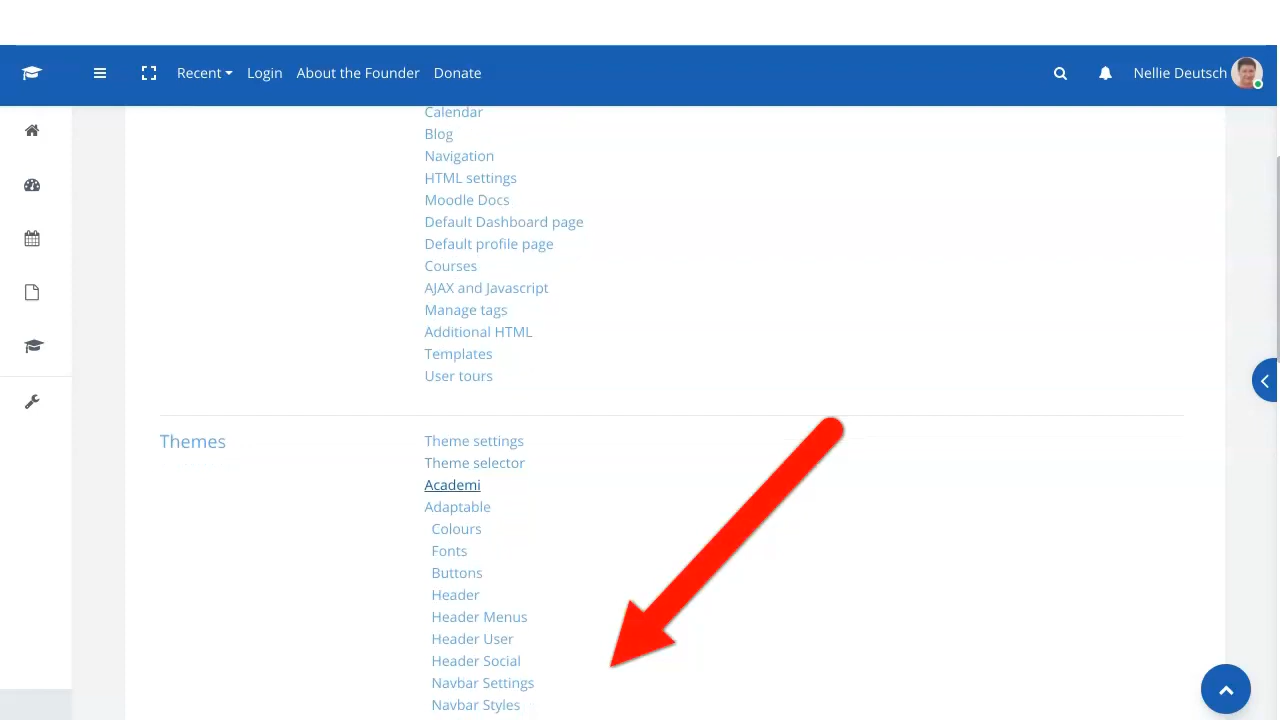 Recent Login About the Founder Donate Nellie Deutsch
Calendar
Blog
Navigation
HTML settings
Moodle Docs
Default Dashboard page
Default profile page
Courses
AJAX and Javascript
Manage tags
Additional HTML
Templates
User tours
Themes Theme settings
Theme selector
Academi
Adaptable
Colours
Fonts
Buttons
Header
Header Menus
Header User
Header Social
Navbar Settings
Navbar Styles